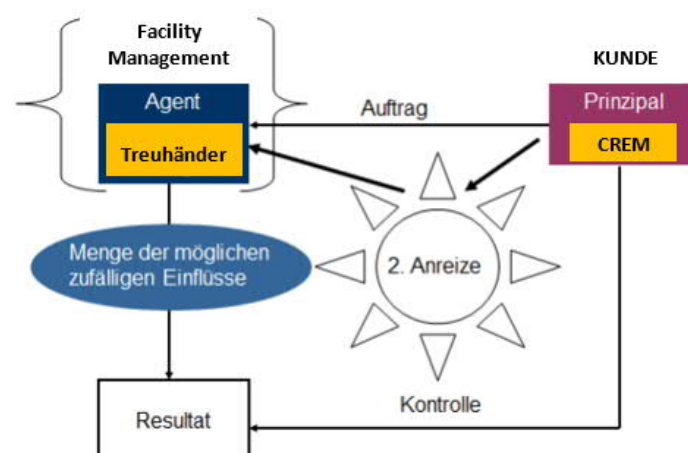 Facility
Management
KUNDE
Agent
Treuhänder
Auftrag
Prinzipal
CREM
Menge der möglichen
zufälligen Einflüsse
2. Anreize
Kontrolle
Resultat